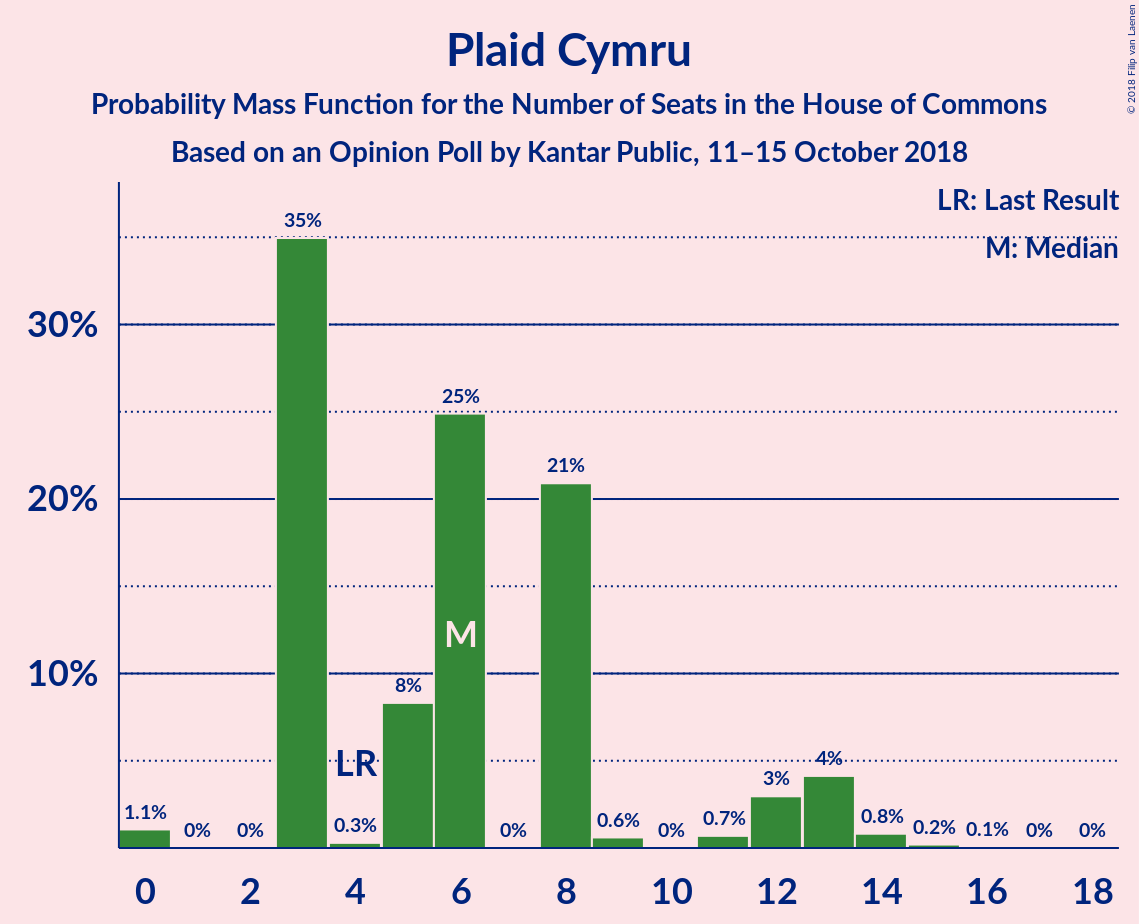 Plaid Cymru
Probability Mass Function for the Number of Seats in the House of Commons
Based on an Opinion Poll by Kantar Public, 11–15 October 2018
© 2018 Filip van Laenen
LR: Last Result
M: Median
35%
30%
25%
21%
20%
M
10%
8%
LR
4%
3%
1.1%
0%
0%
0.3%
0%
0.6%
0%
0.7%
0.8%
0.2%
0.1%
0%
0%
0 2 4 6 8 10 12 14 16 18